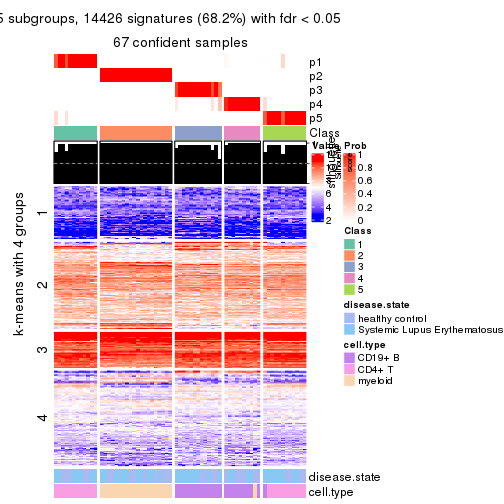 5 subgroups, 14426 signatures (68.2%) with fdr < 0.05
67 confident samples
p1
p2
p3
p4
p5
Class
Silhouette
score
Value
Prob
1
0.8
0.6
0.4
0.2
0
6
4
2
k-means with 4 groups
1
2
3
4
Class
1
2
3
4
5
disease.state
healthy control
Systemic Lupus Erythematosus
cell.type
CD19+ B
CD4+ T
myeloid
disease.state
cell.type